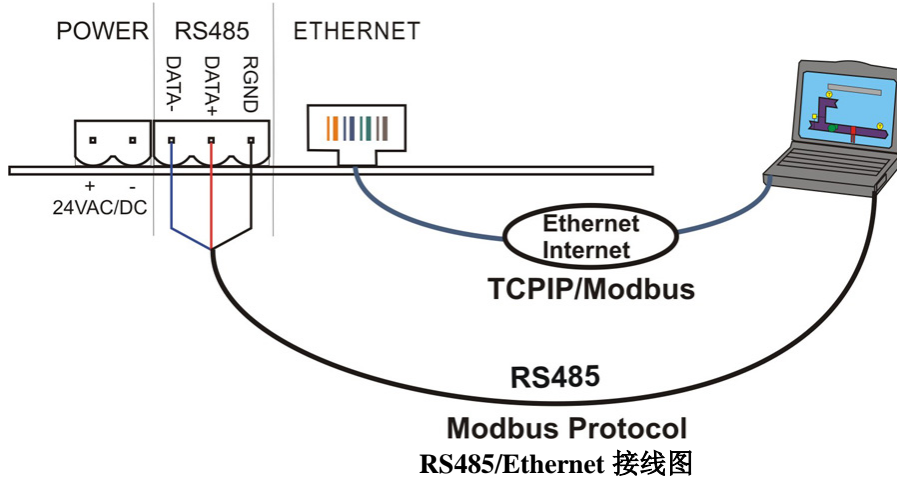 POWER RS485 ETHERNET
DATA-
DATA+
RGND
+ -
24VAC/DC
Ethernet
Internet
TCPIP/Modbus
RS485
Modbus Protocol
RS485/Ethernet 接线图